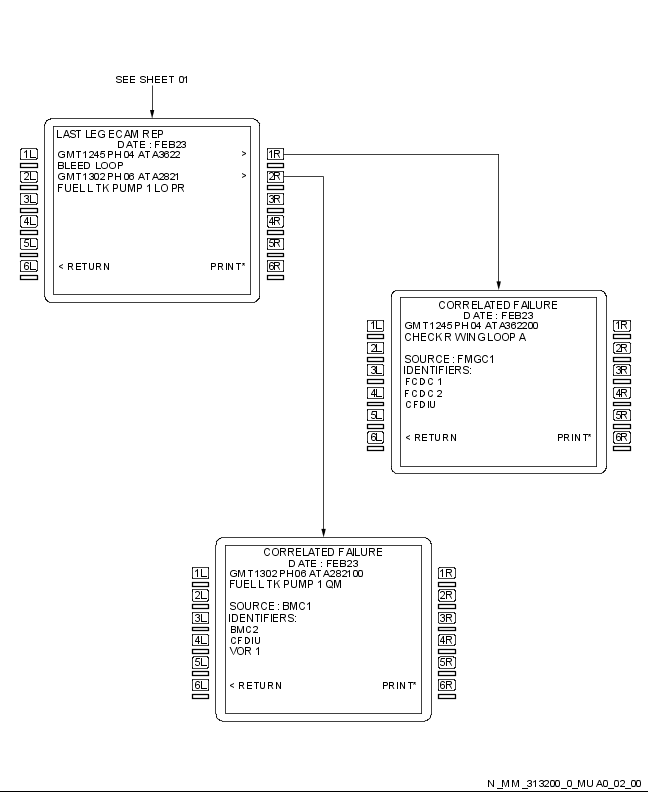 SEE SHEET 01
LAST LEG ECAM REP
DATE : FEB23
1L GMT1245 PH04 ATA3622 > 1R
BLEED LOOP
2L GMT1302 PH06 ATA2821 > 2R
FUEL L TK PUMP 1 LO PR
3L 3R
4L 4R
5L 5R
6L < RETURN PRINT* 6R
CORRELATED FAILURE
DATE : FEB23
1L GMT1245 PH04 ATA362200 1R
CHECK R WING LOOP A
2L 2R
SOURCE : FMGC1
3L IDENTIFIERS: 3R
FCDC 1
4L FCDC 2 4R
CFDIU
5L 5R
6L < RETURN PRINT* 6R
CORRELATED FAILURE
DATE : FEB23
1L GMT1302 PH06 ATA282100 1R
FUEL L TK PUMP 1 QM
2L 2R
SOURCE : BMC1
3L IDENTIFIERS: 3R
BMC2
4L CFDIU 4R
VOR 1
5L 5R
6L < RETURN PRINT* 6R
N_MM_313200_0_MUA0_02_00